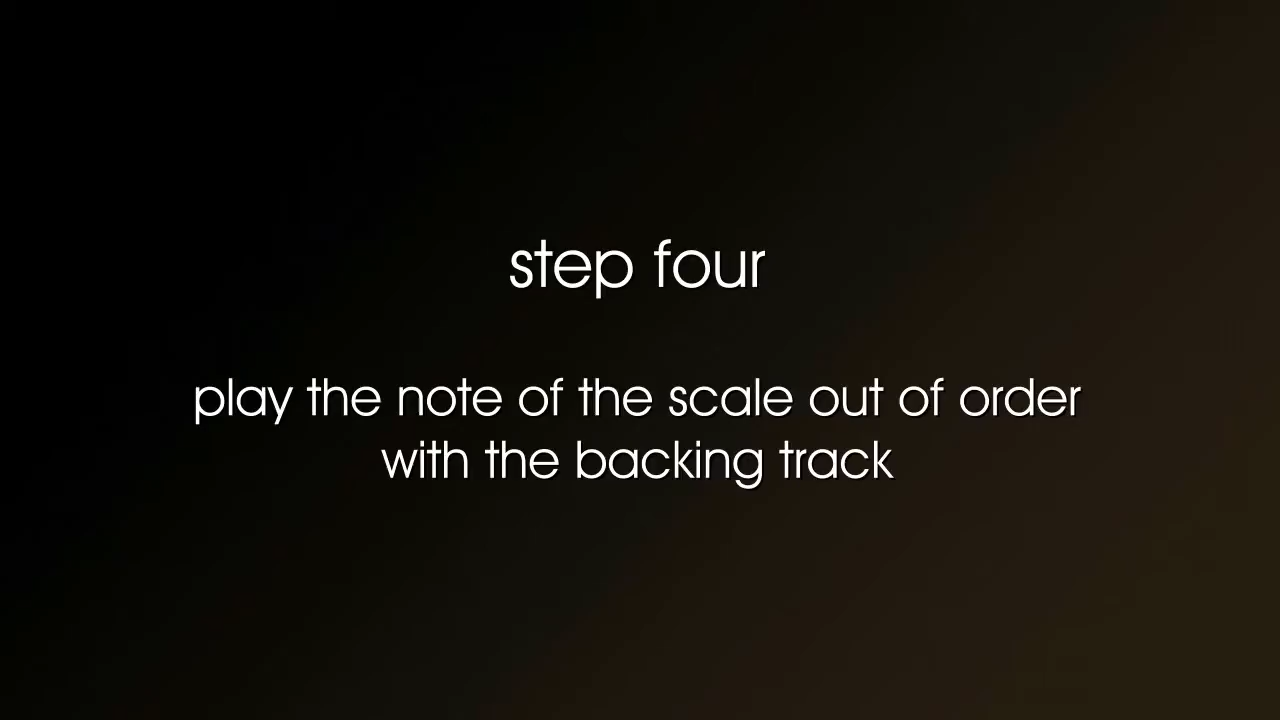 step four
play the note of the scale out of order
with the backing track